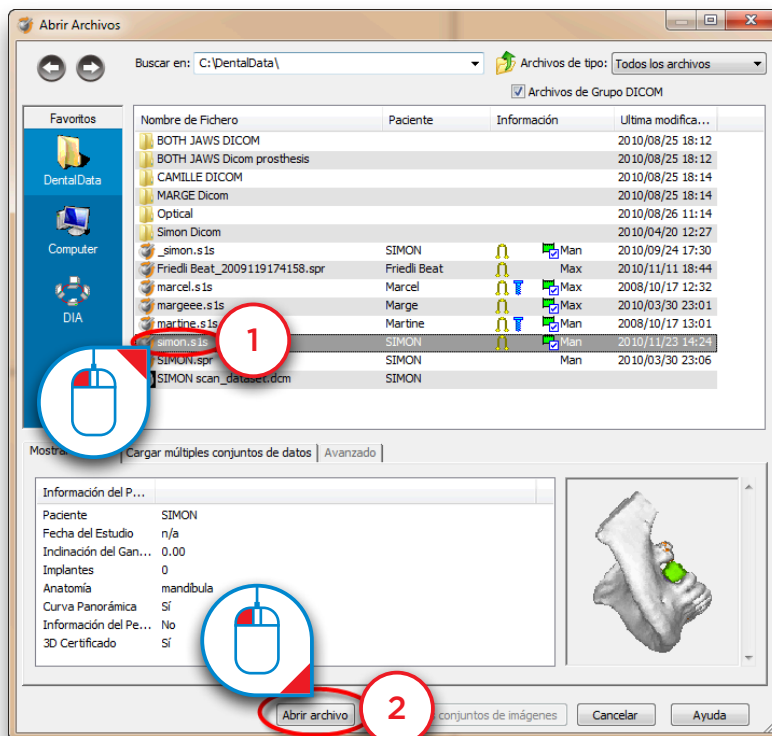 Abrir Archivos
Buscar en: C:\DentalData\ Archivos de tipo: Todos los archivos
Archivos de Grupo DICOM
Favoritos
DentalData
Computer
DIA
Nombre de Fichero Paciente Información Ultima modifica...
BOTH JAWS DICOM 2010/08/25 18:12
BOTH JAWS Dicom prosthesis 2010/08/25 18:12
CAMILLE DICOM 2010/08/25 18:14
MARGE Dicom 2010/08/25 18:14
Optical 2010/08/26 11:14
Simon Dicom 2010/04/20 12:27
_simon.s1s SIMON Man 2010/09/24 17:30
Friedli Beat_2009119174158.spr Friedli Beat Max 2010/11/11 18:44
marcel.s1s Marcel Max 2008/10/17 12:32
margeee.s1s Marge Max 2010/03/30 23:01
martine.s1s Martine Man 2008/10/17 13:01
simon.s1s SIMON Man 2010/11/23 14:24
SIMON.spr SIMON Man 2010/03/30 23:06
SIMON scan_dataset.dcm SIMON
1
Cargar múltiples conjuntos de datos Avanzado
Información del P...
Paciente SIMON
Fecha del Estudio n/a
Inclinación del Gan... 0.00
Implantes 0
Anatomía mandíbula
Curva Panorámica Sí
Información del Pe... No
3D Certificado Sí
Abrir archivo 2 conjuntos de imágenes Cancelar Ayuda